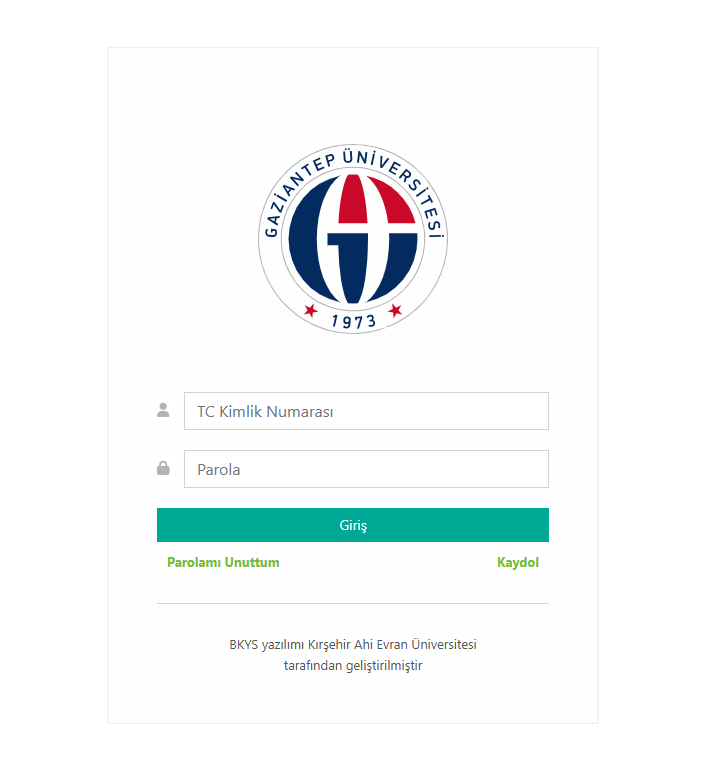 GAZİANTEP ÜNİVERSİTESİ
1973
TC Kimlik Numarası
Parola
Giriş
Parolamı Unuttum
Kaydol
BKYS yazılımı Kırşehir Ahi Evran Üniversitesi
tarafından geliştirilmiştir